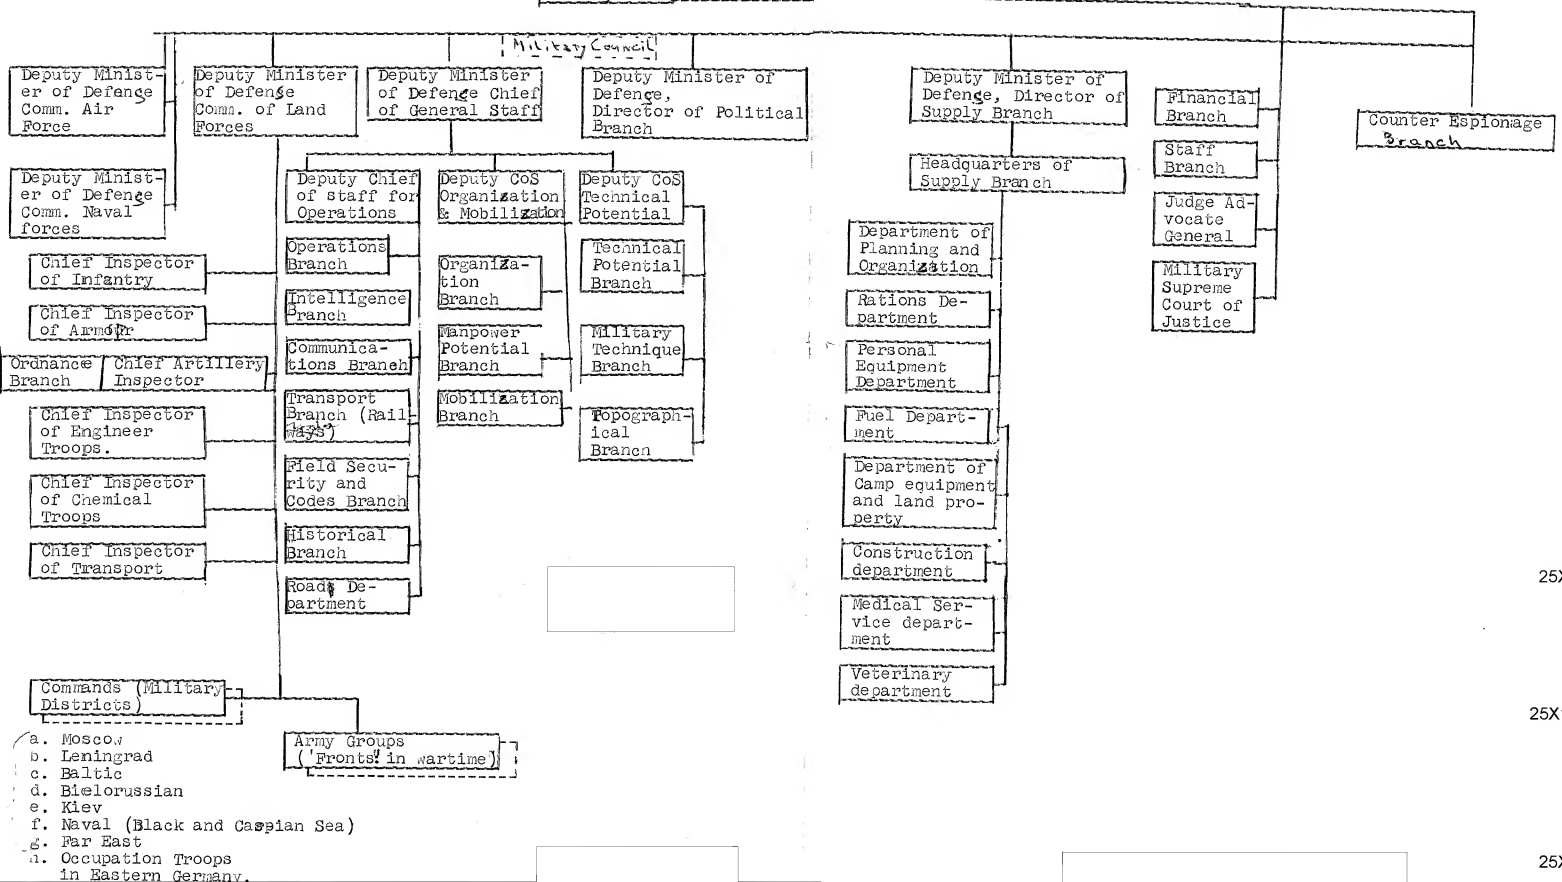 Military Council
Deputy Minist-
er of Defense
Comm. Air
Force
Deputy Minister
of Defense
Comm. of Land
Forces
Deputy Minister
of Defense Chief
of General Staff
Deputy Minister of
Defense,
Director of Political
Branch
Deputy Minister of
Defense, Director of
Supply Branch
Financial
Branch
Counter Espionage
Branch
Staff
Branch
Judge Ad-
vocate
General
Military
Supreme
Court of
Justice
Deputy Minist-
er of Defense
Comm. Naval
forces
Chief Inspector
of Infantry
Chief Inspector
of Armour
Ordnance
Branch
Chief Artillery
Inspector
Chief Inspector
of Engineer
Troops.
Chief Inspector
of Chemical
Troops
Chief Inspector
of Transport
Deputy Chief
of staff for
Operations
Operations
Branch
Intelligence
Branch
Communica-
tions Branch
Transport
Branch (Rail
ways)
Field Secu-
rity and
Codes Branch
Historical
Branch
Roads De-
partment
Deputy CoS
Organization
& Mobilization
Organiza-
tion
Branch
Manpower
Potential
Branch
Mobilization
Branch
Deputy CoS
Technical
Potential
Technical
Potential
Branch
Military
Technique
Branch
Topograph-
ical
Branch
Headquarters of
Supply Branch
Department of
Planning and
Organization
Rations De-
partment
Personal
Equipment
Department
Fuel Depart-
ment
Department of
Camp equipment
and land pro-
perty
Construction
department
Medical Ser-
vice depart-
ment
Veterinary
department
Commands (Military
Districts)
Army Groups
('Fronts" in wartime)
a. Moscow
b. Leningrad
c. Baltic
d. Bielorussian
e. Kiev
f. Naval (Black and Caspian Sea)
g. Far East
h. Occupation Troops
in Eastern Germany.
25X
25X
25X